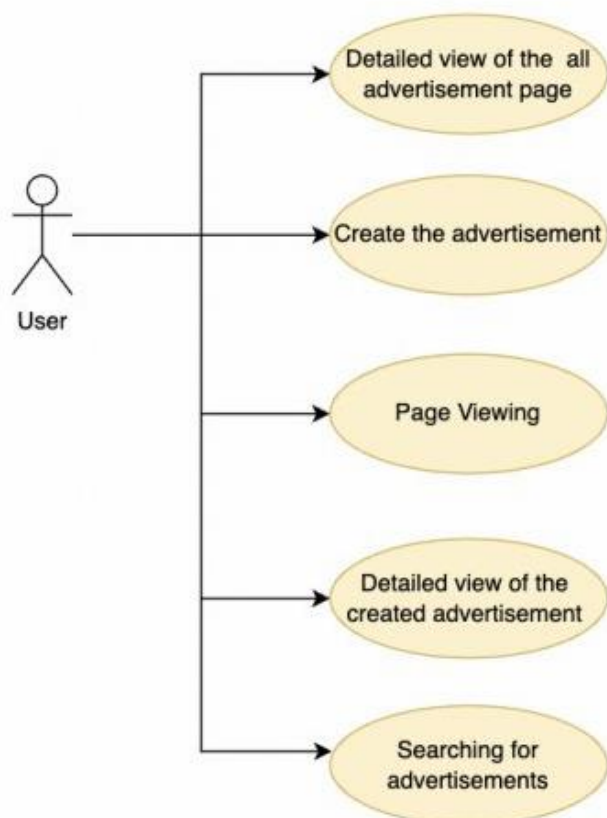 Detailed view of the all
advertisement page
Create the advertisement
User
Page Viewing
Detailed view of the
created advertisement
Searching for
advertisements